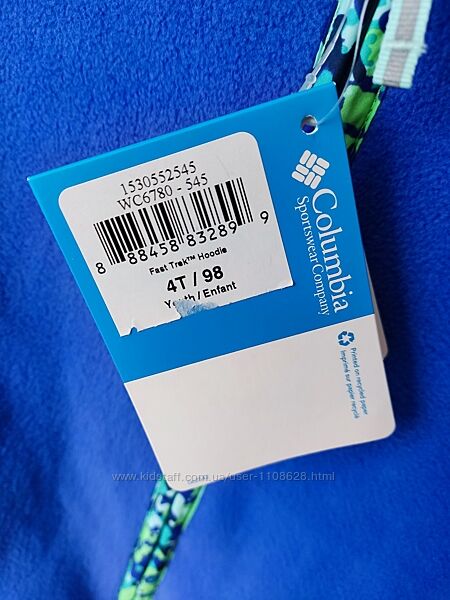 1530552545
WC6780 - 545
8 88458 83289 9
Fast Trek™ Hoodie
4T / 98
Youth / Enfant
Columbia
Sportswear Company
Printed on recycled paper
Imprimé sur papier recyclé
www.kidstaff.com.ua/user-1108628.html